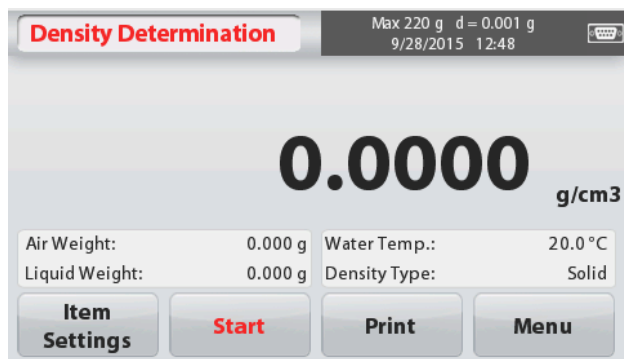 Density Determination
Max 220 g d = 0.001 g
9/28/2015 12:48
0.0000
g/cm3
Air Weight: 0.000 g Water Temp.: 20.0 °C
Liquid Weight: 0.000 g Density Type: Solid
Item
Settings
Start
Print
Menu